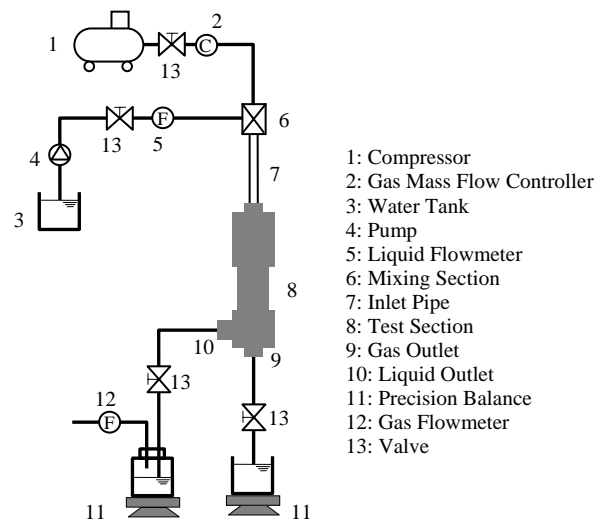 2
1
C
13
F
6
13
5
4
7
3
8
10
9
13
12
13
F
11
11
1: Compressor
2: Gas Mass Flow Controller
3: Water Tank
4: Pump
5: Liquid Flowmeter
6: Mixing Section
7: Inlet Pipe
8: Test Section
9: Gas Outlet
10: Liquid Outlet
11: Precision Balance
12: Gas Flowmeter
13: Valve